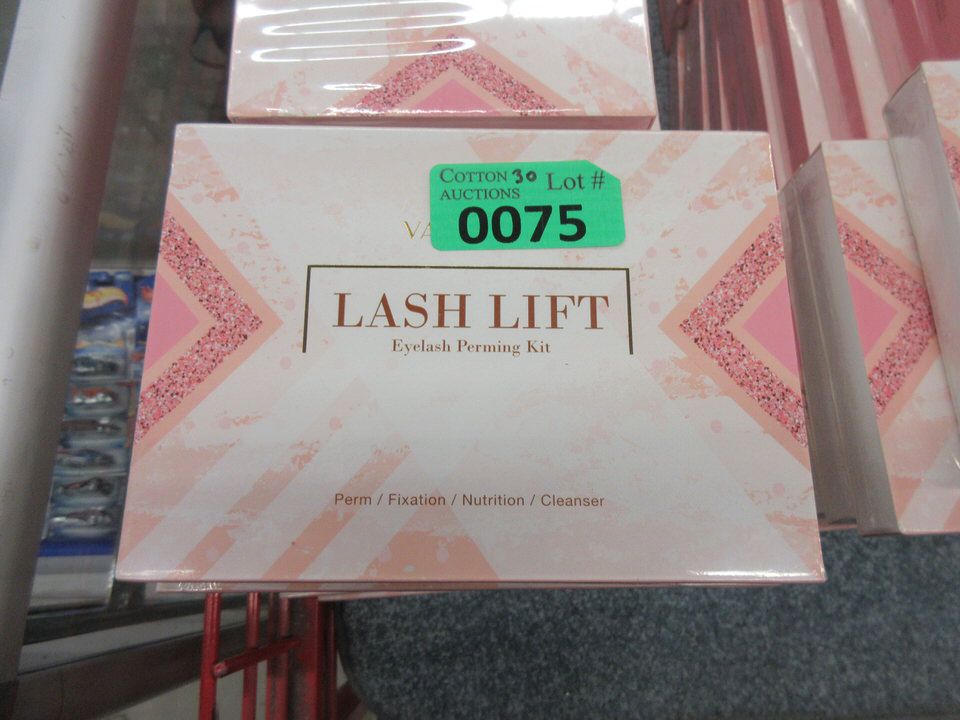 COTTON 30 Lot #
AUCTIONS
0075
LASH LIFT
Eyelash Perming Kit
Perm / Fixation / Nutrition / Cleanser